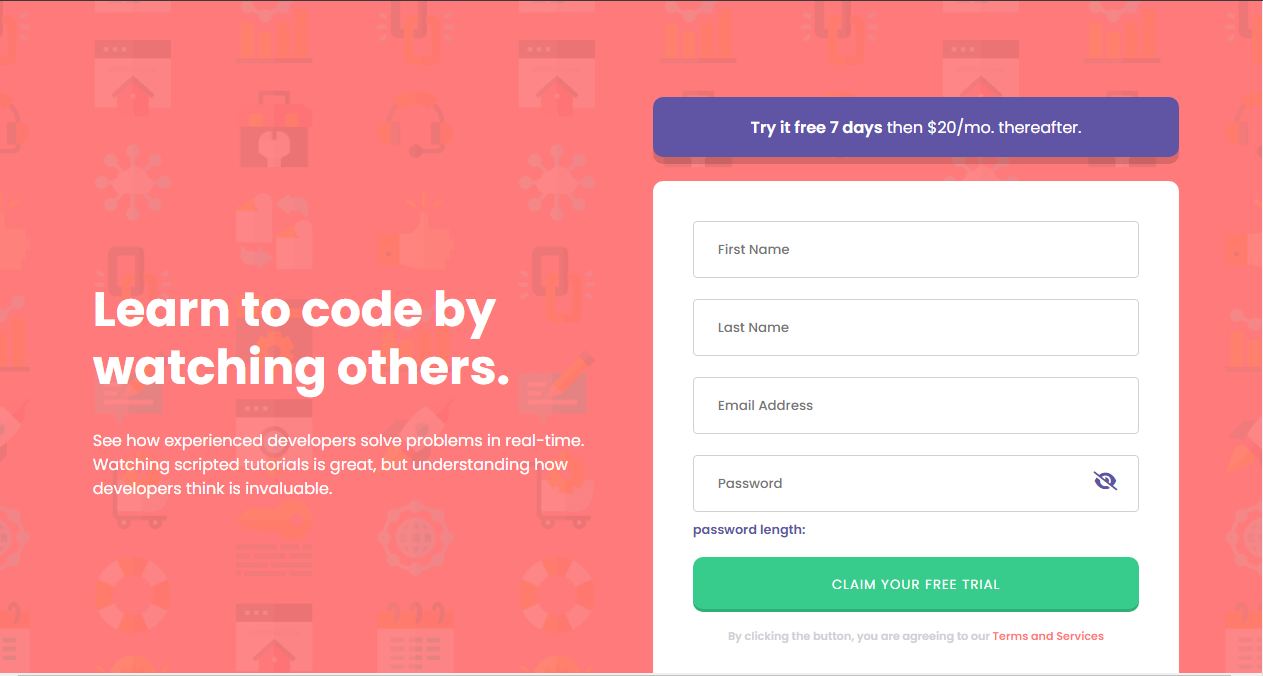 Learn to code by
watching others.
See how experienced developers solve problems in real-time.
Watching scripted tutorials is great, but understanding how
developers think is invaluable.
Try it free 7 days then $20/mo. thereafter.
First Name
Last Name
Email Address
Password
password length:
CLAIM YOUR FREE TRIAL
By clicking the button, you are agreeing to our Terms and Services